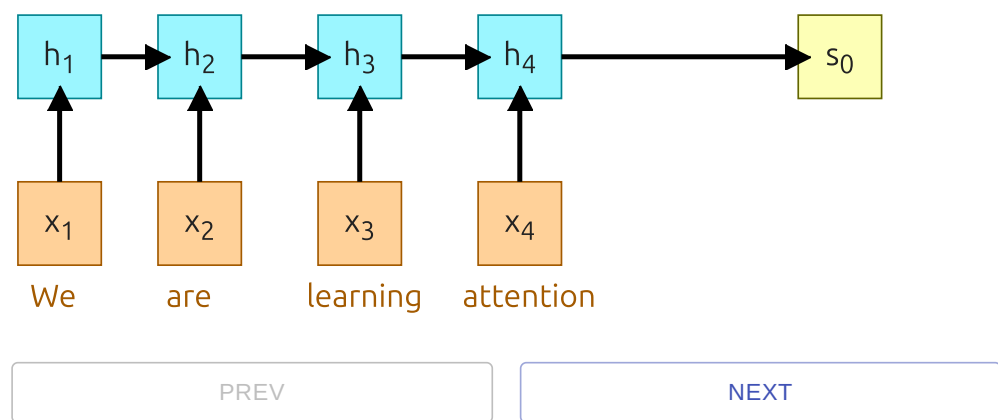 h₁ h₂ h₃ h₄ s₀
x₁ x₂ x₃ x₄
We are learning attention
PREV NEXT